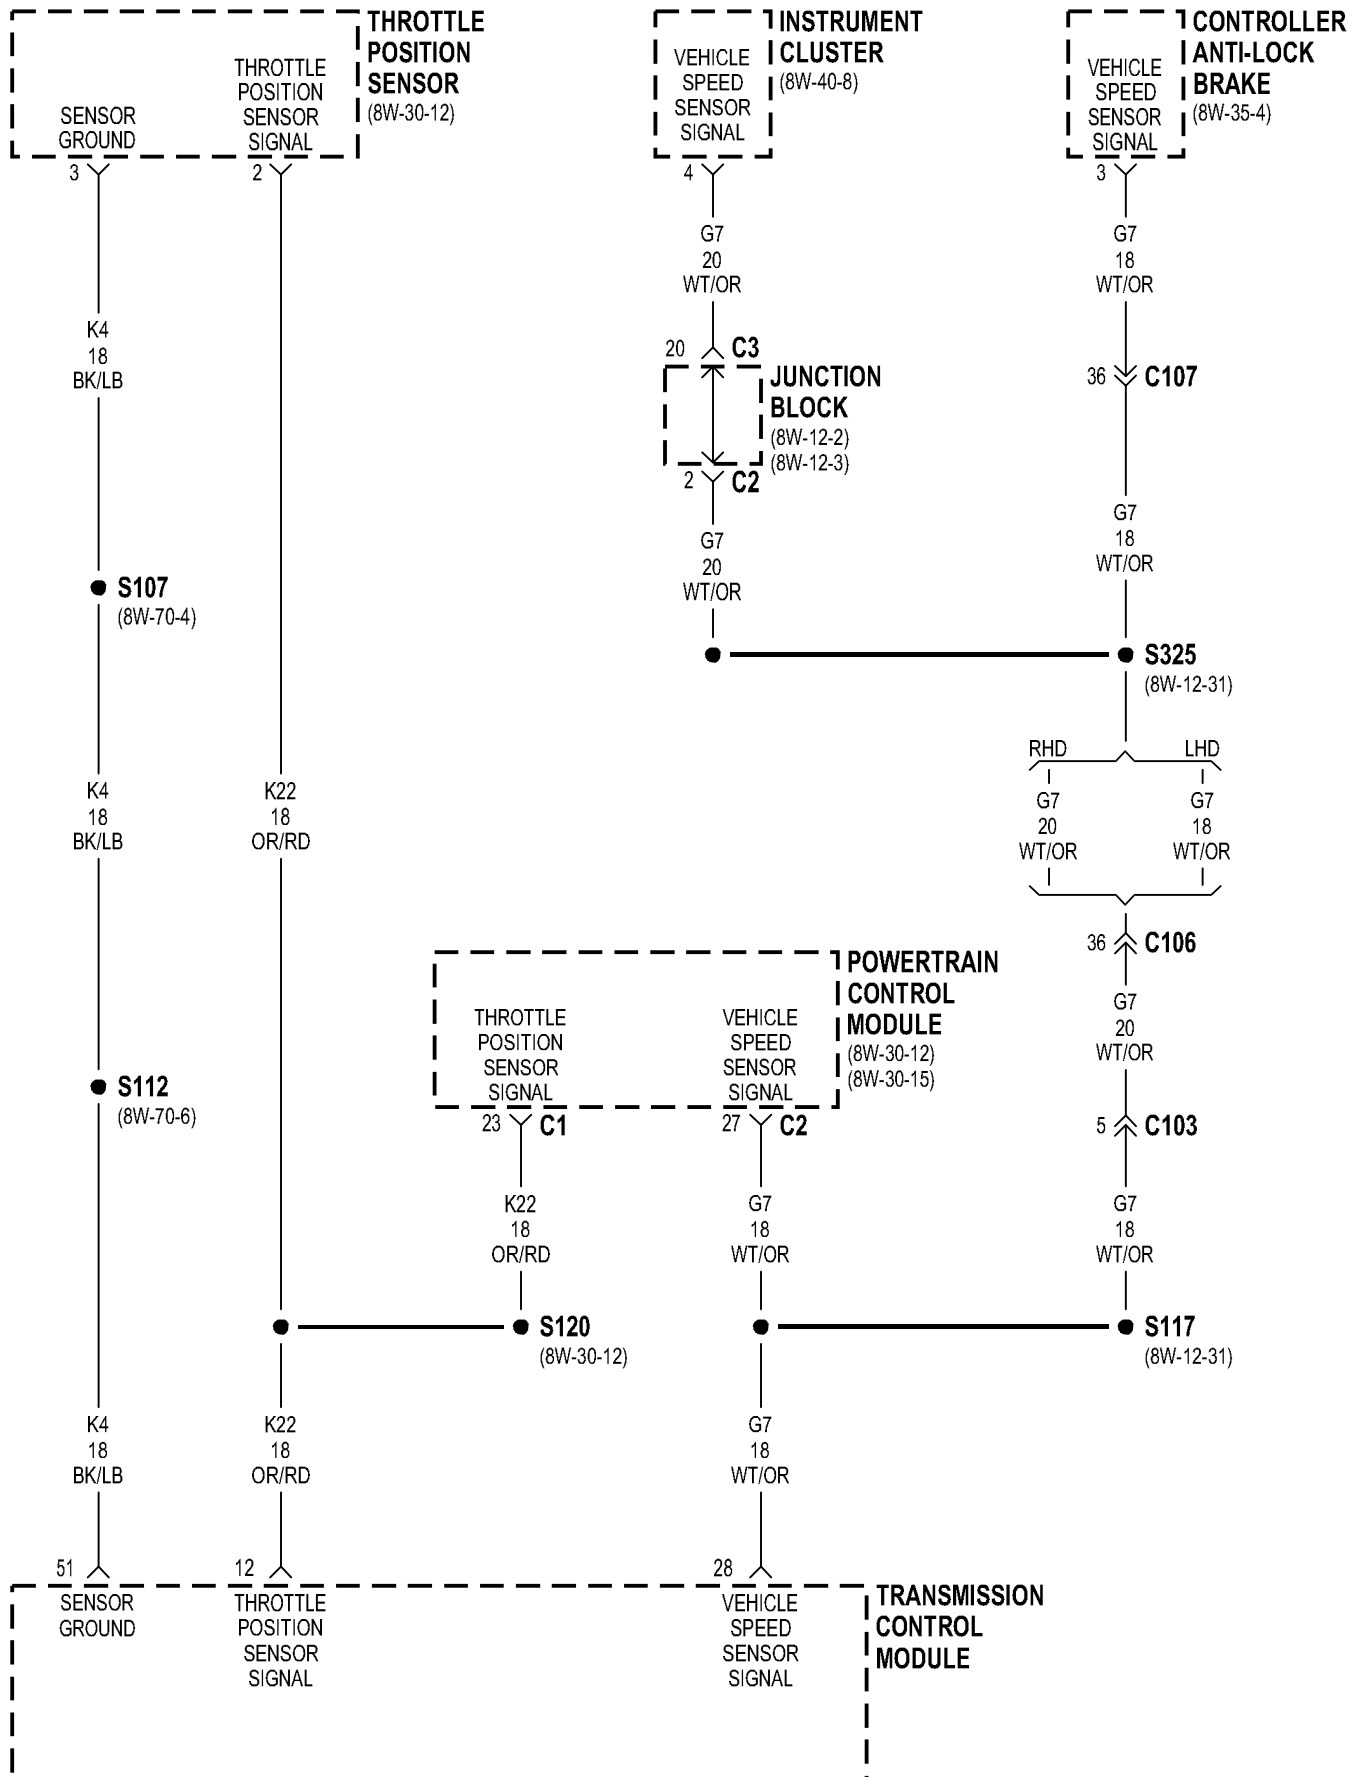 THROTTLE
POSITION
SENSOR
(8W-30-12)
SENSOR
GROUND
THROTTLE
POSITION
SENSOR
SIGNAL
3
2
INSTRUMENT
CLUSTER
(8W-40-8)
VEHICLE
SPEED
SENSOR
SIGNAL
4
CONTROLLER
ANTI-LOCK
BRAKE
(8W-35-4)
VEHICLE
SPEED
SENSOR
SIGNAL
3
G7
20
WT/OR
G7
18
WT/OR
K4
18
BK/LB
20 C3
JUNCTION
BLOCK
(8W-12-2)
(8W-12-3)
2 C2
36 C107
G7
20
WT/OR
G7
18
WT/OR
S107
(8W-70-4)
S325
(8W-12-31)
RHD
LHD
G7
20
WT/OR
G7
18
WT/OR
K4
18
BK/LB
K22
18
OR/RD
36 C106
G7
20
WT/OR
5 C103
POWERTRAIN
CONTROL
MODULE
(8W-30-12)
(8W-30-15)
THROTTLE
POSITION
SENSOR
SIGNAL
VEHICLE
SPEED
SENSOR
SIGNAL
23 C1
27 C2
S112
(8W-70-6)
K22
18
OR/RD
G7
18
WT/OR
G7
18
WT/OR
S120
(8W-30-12)
S117
(8W-12-31)
K4
18
BK/LB
K22
18
OR/RD
G7
18
WT/OR
51
12
28
SENSOR
GROUND
THROTTLE
POSITION
SENSOR
SIGNAL
VEHICLE
SPEED
SENSOR
SIGNAL
TRANSMISSION
CONTROL
MODULE